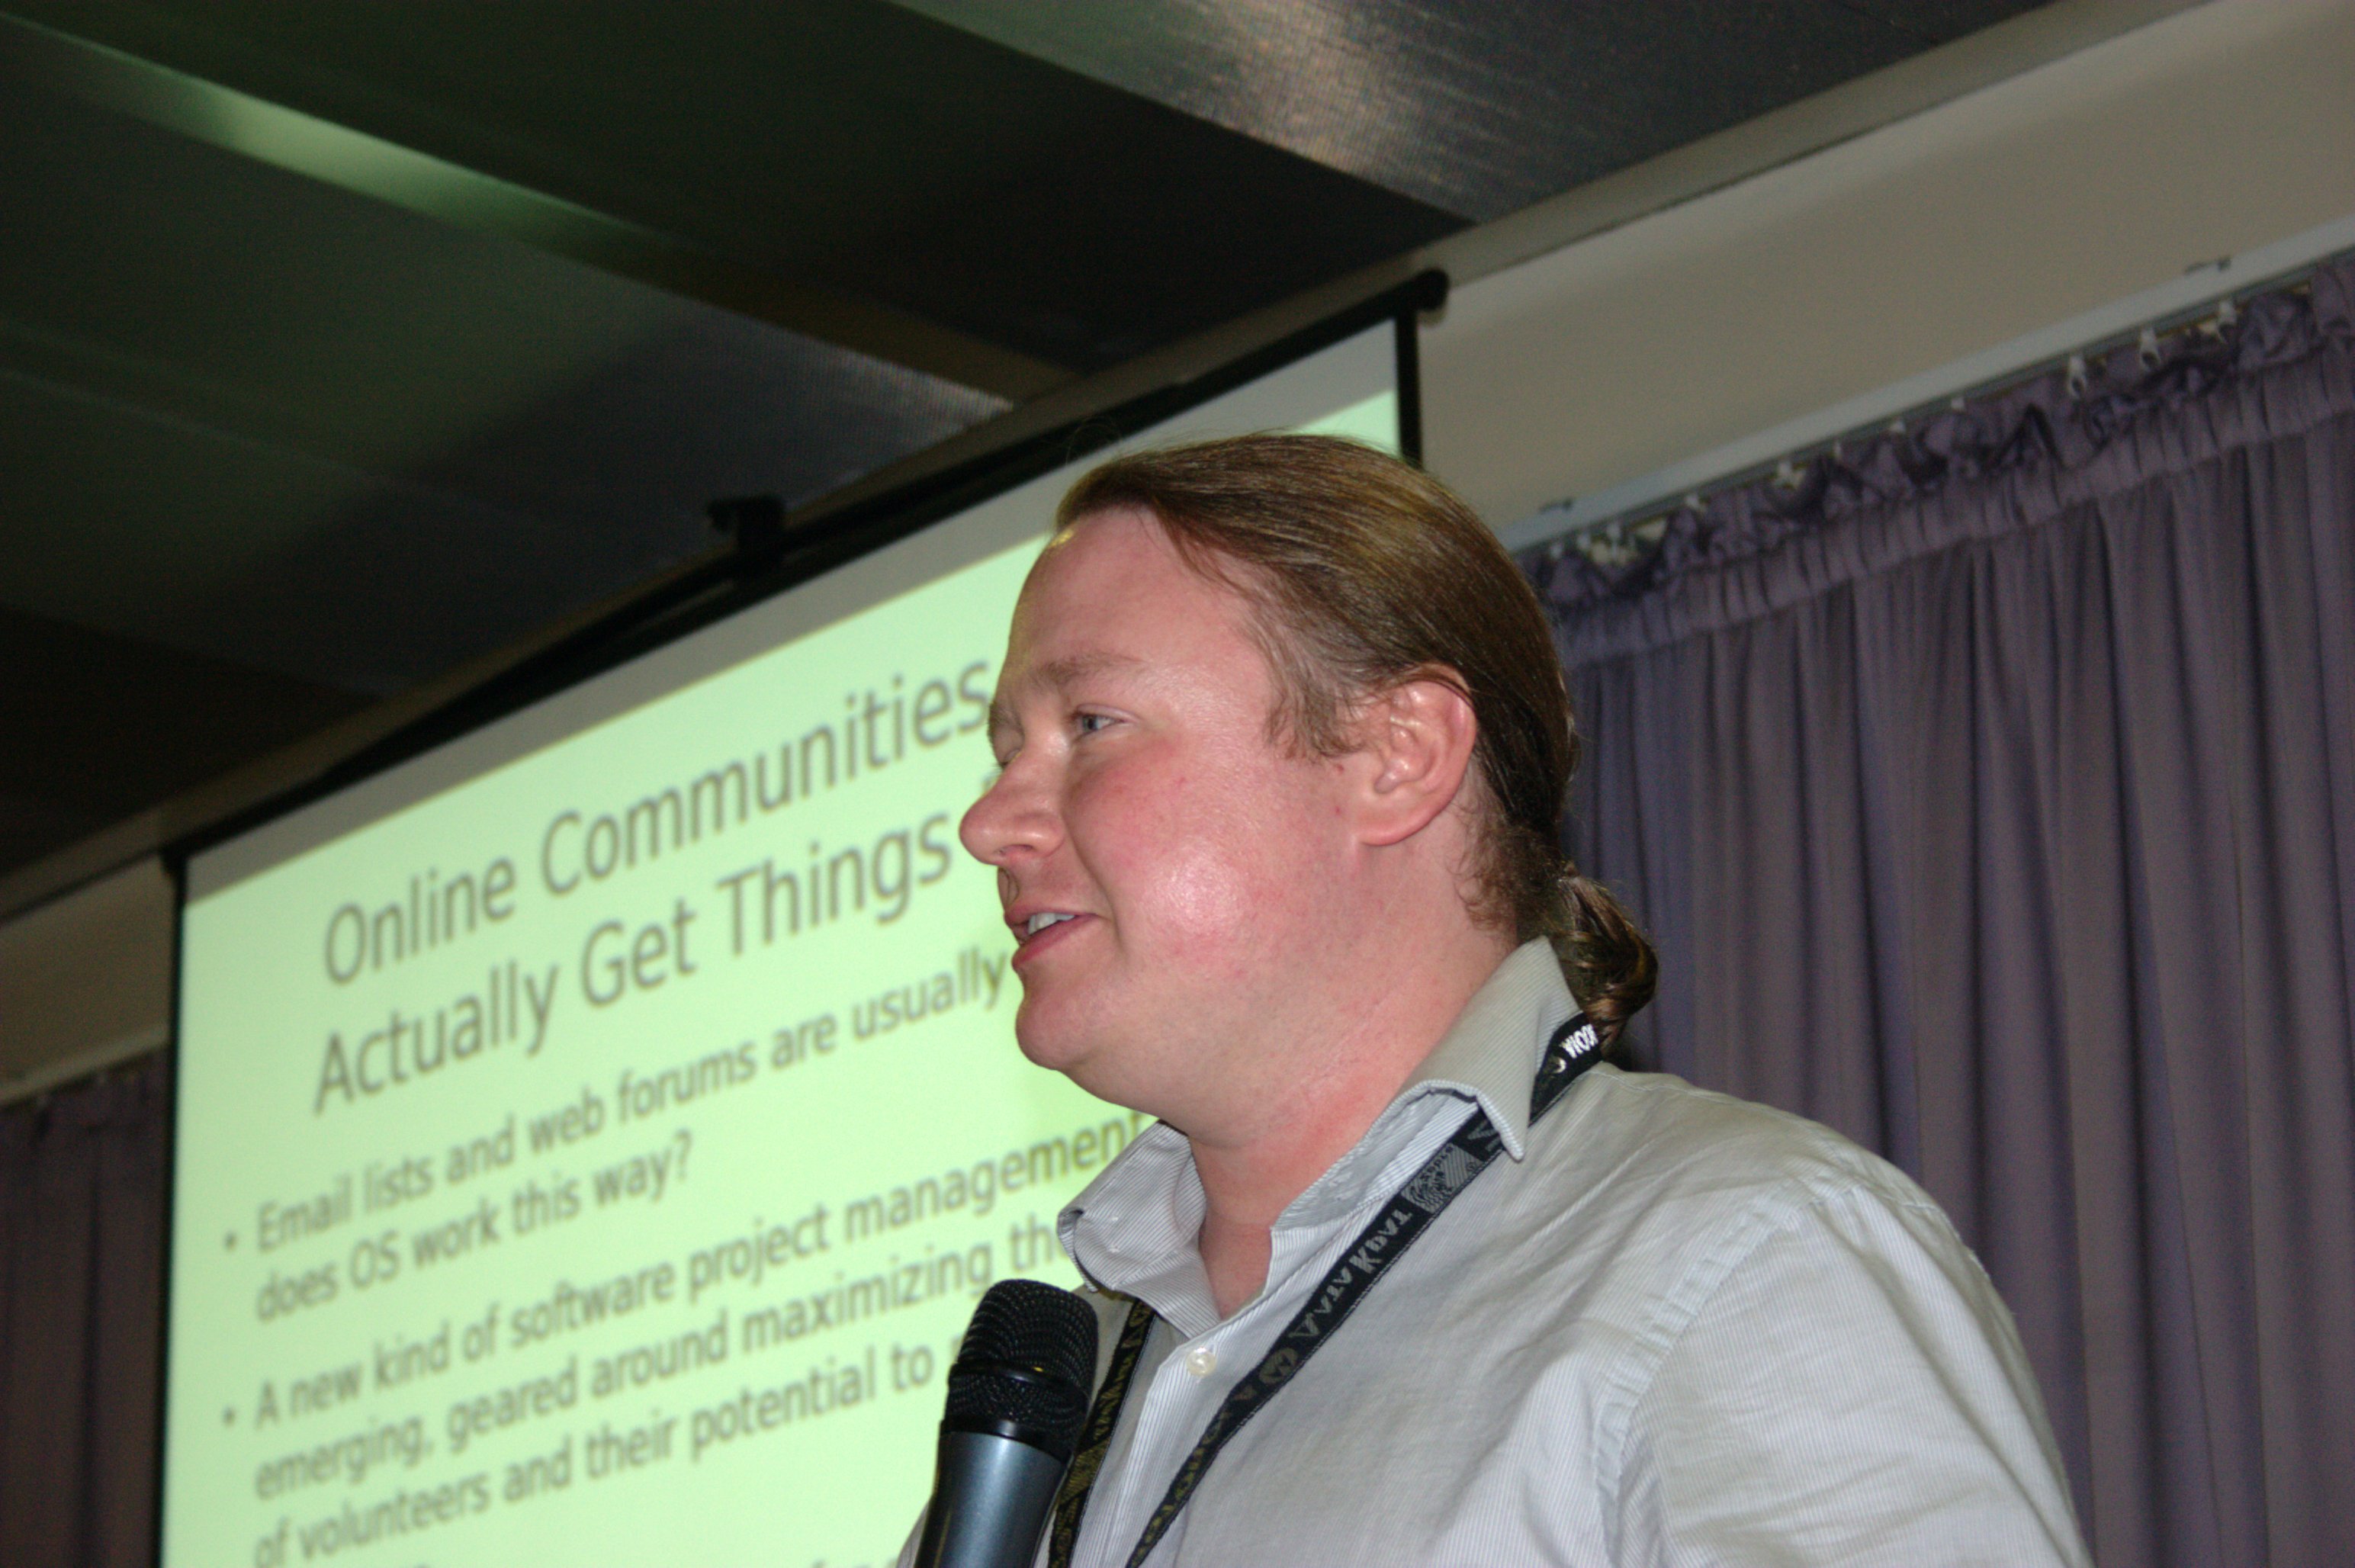 Online Communities
Actually Get Things
• Email lists and web forums are usually
does OS work this way?
• A new kind of software project management
emerging, geared around maximizing the
of volunteers and their potential to